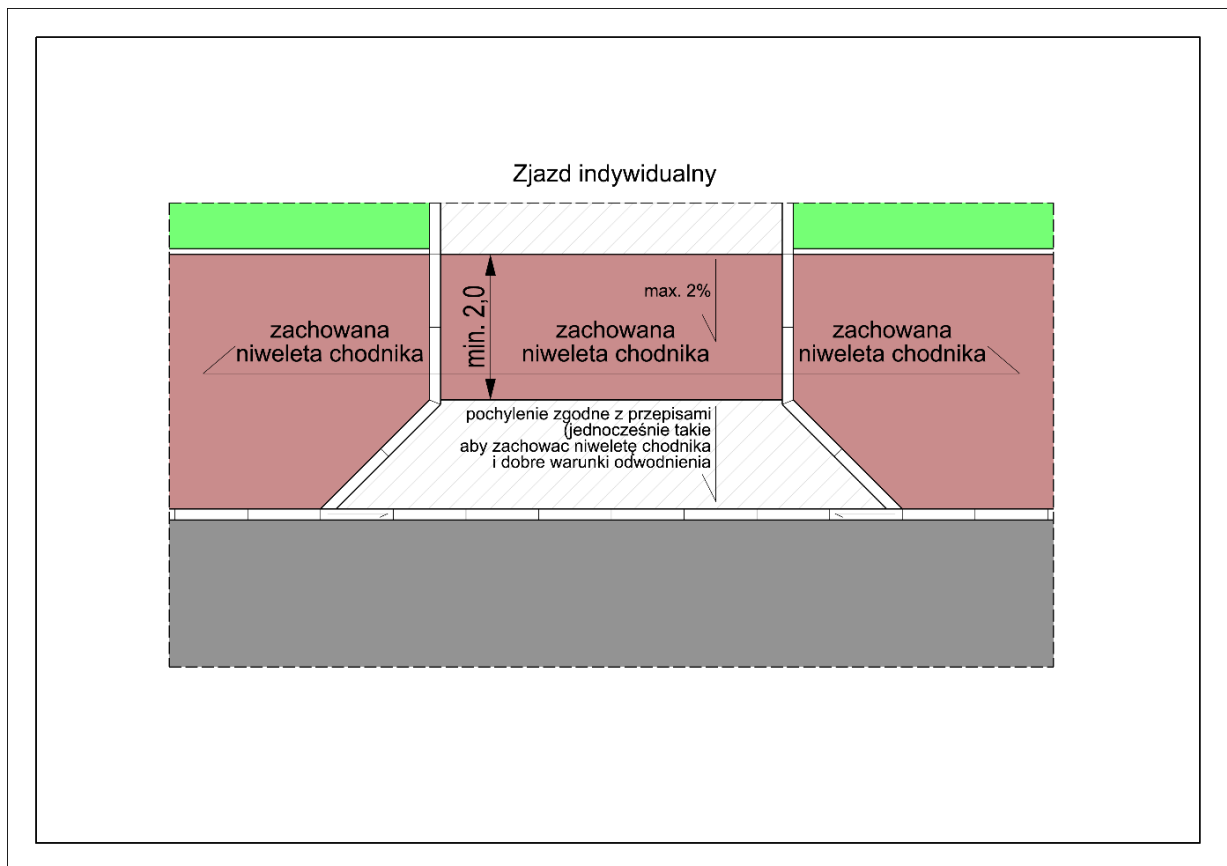 Zjazd indywidualny
max. 2%
min. 2,0
zachowana
niweleta chodnika
zachowana
niweleta chodnika
zachowana
niweleta chodnika
pochylenie zgodne z przepisami
(jednocześnie takie
aby zachowac niweletę chodnika
i dobre warunki odwodnienia